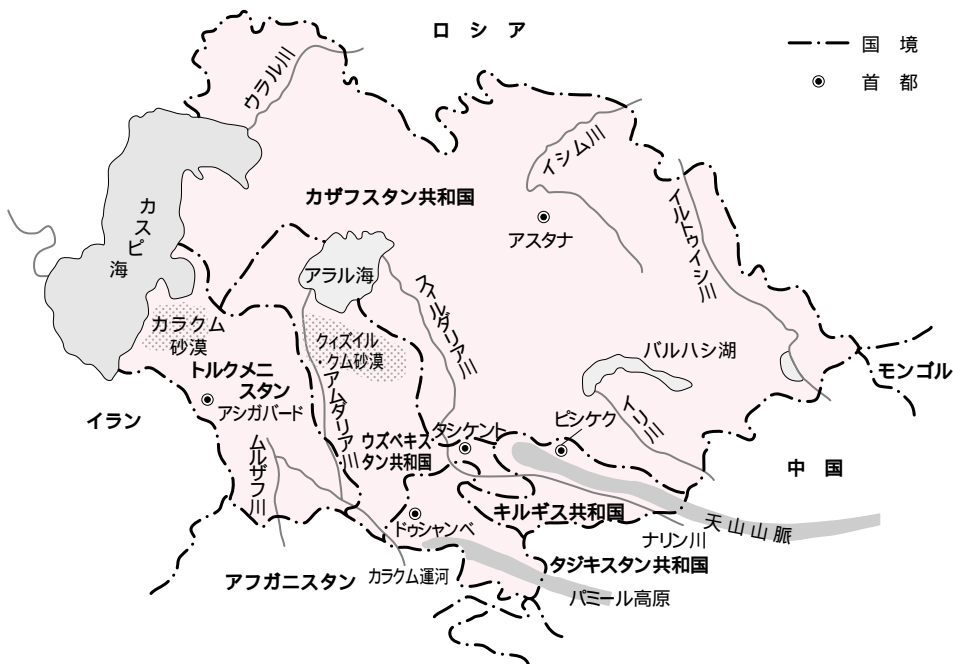 ロシア
国境
首都
ウラル川
イシム川
カザフスタン共和国
アスタナ
イルトゥイシ川
カスピ海
アラル海
スィルダリア川
カラクム
砂漠
クィズイル
クム砂漠
バルハシ湖
モンゴル
トルクメニ
スタン
アシガバード
アムダリア川
イリ川
イラン
ムルザフ川
ウズベキス
タン共和国
タシケント
ピシケク
中国
キルギス共和国
天山山脈
ドゥシャンベ
ナリン川
タジキスタン共和国
アフガニスタン
カラクム運河
パミール高原